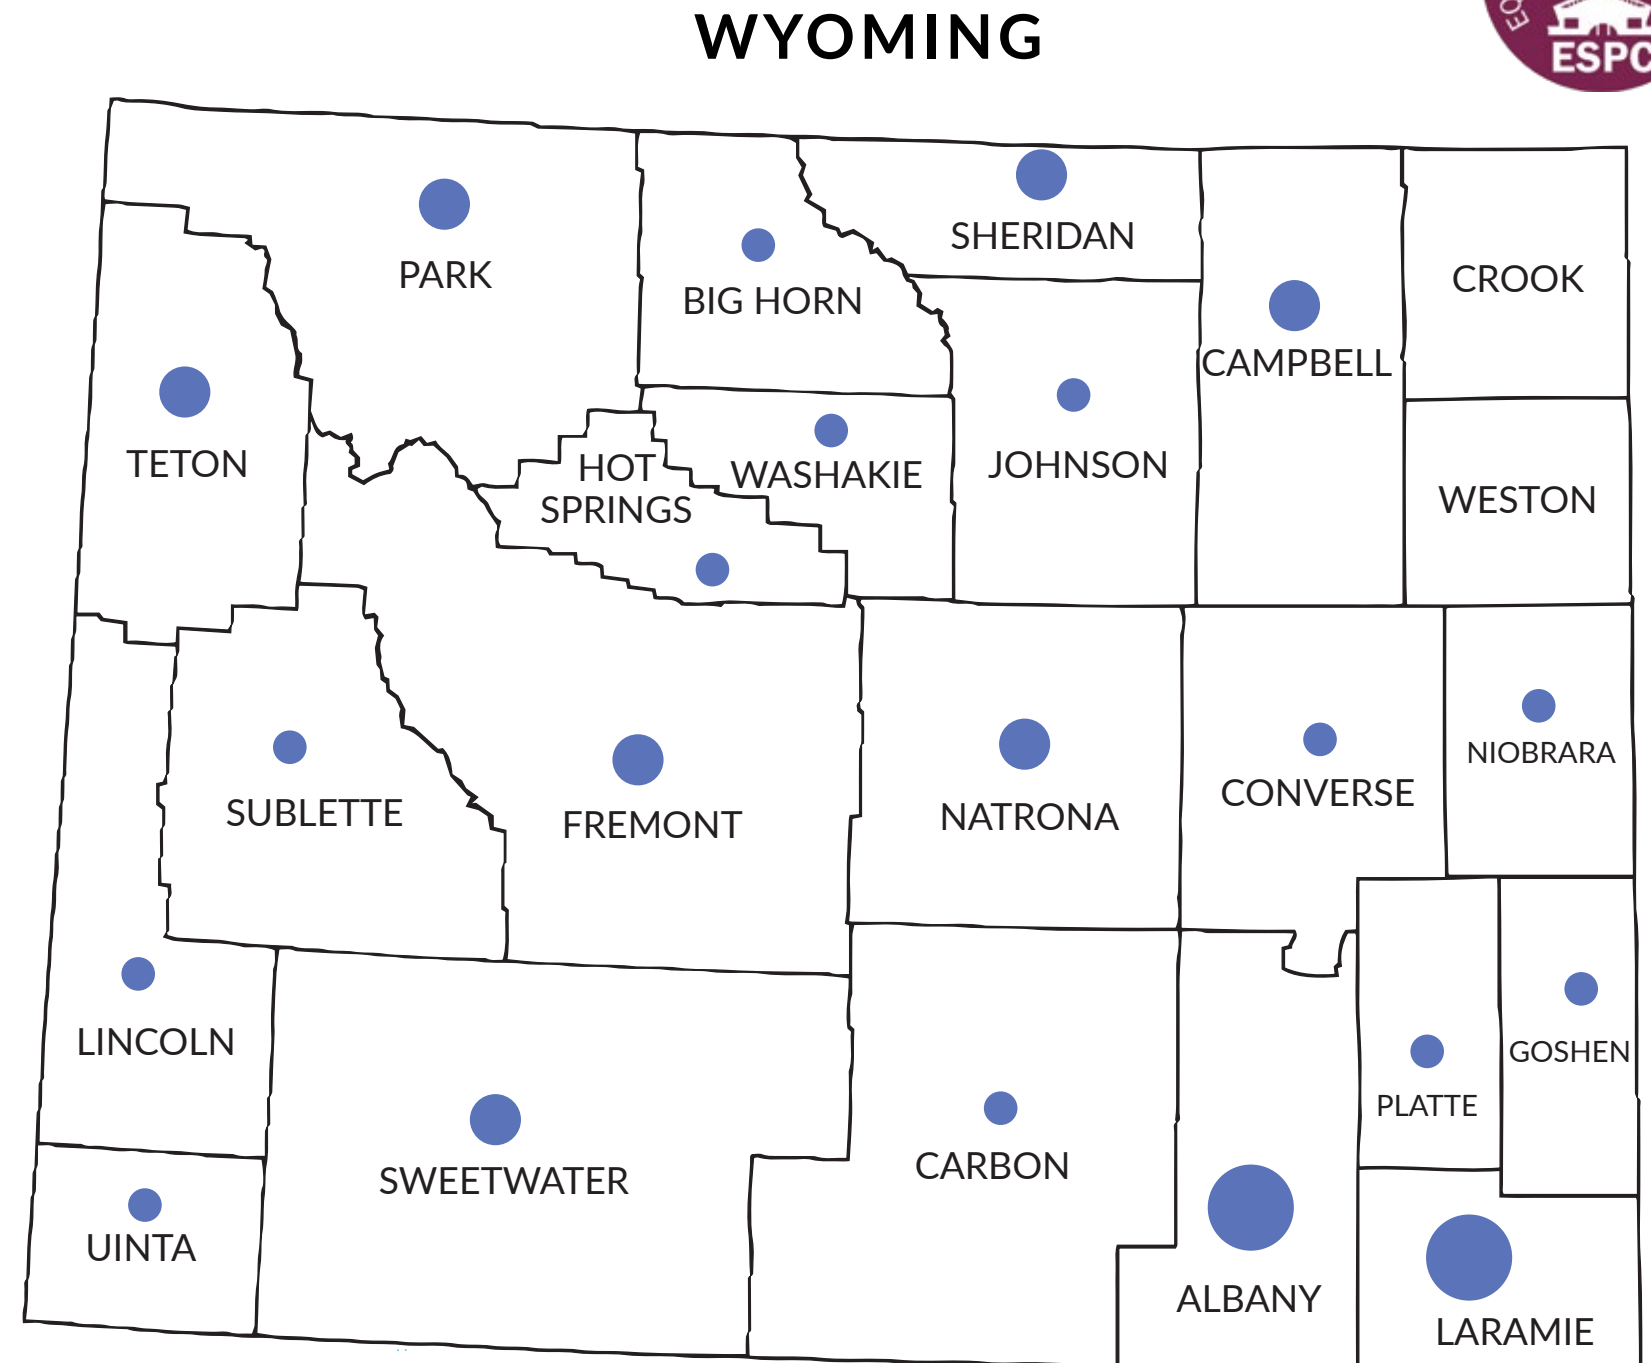 WYOMING
EQ
ESPC
SHERIDAN
PARK
CROOK
BIG HORN
CAMPBELL
TETON
HOT
SPRINGS
WASHAKIE
JOHNSON
WESTON
NIOBRARA
SUBLETTE
FREMONT
NATRONA
CONVERSE
LINCOLN
GOSHEN
PLATTE
SWEETWATER
CARBON
UINTA
ALBANY
LARAMIE